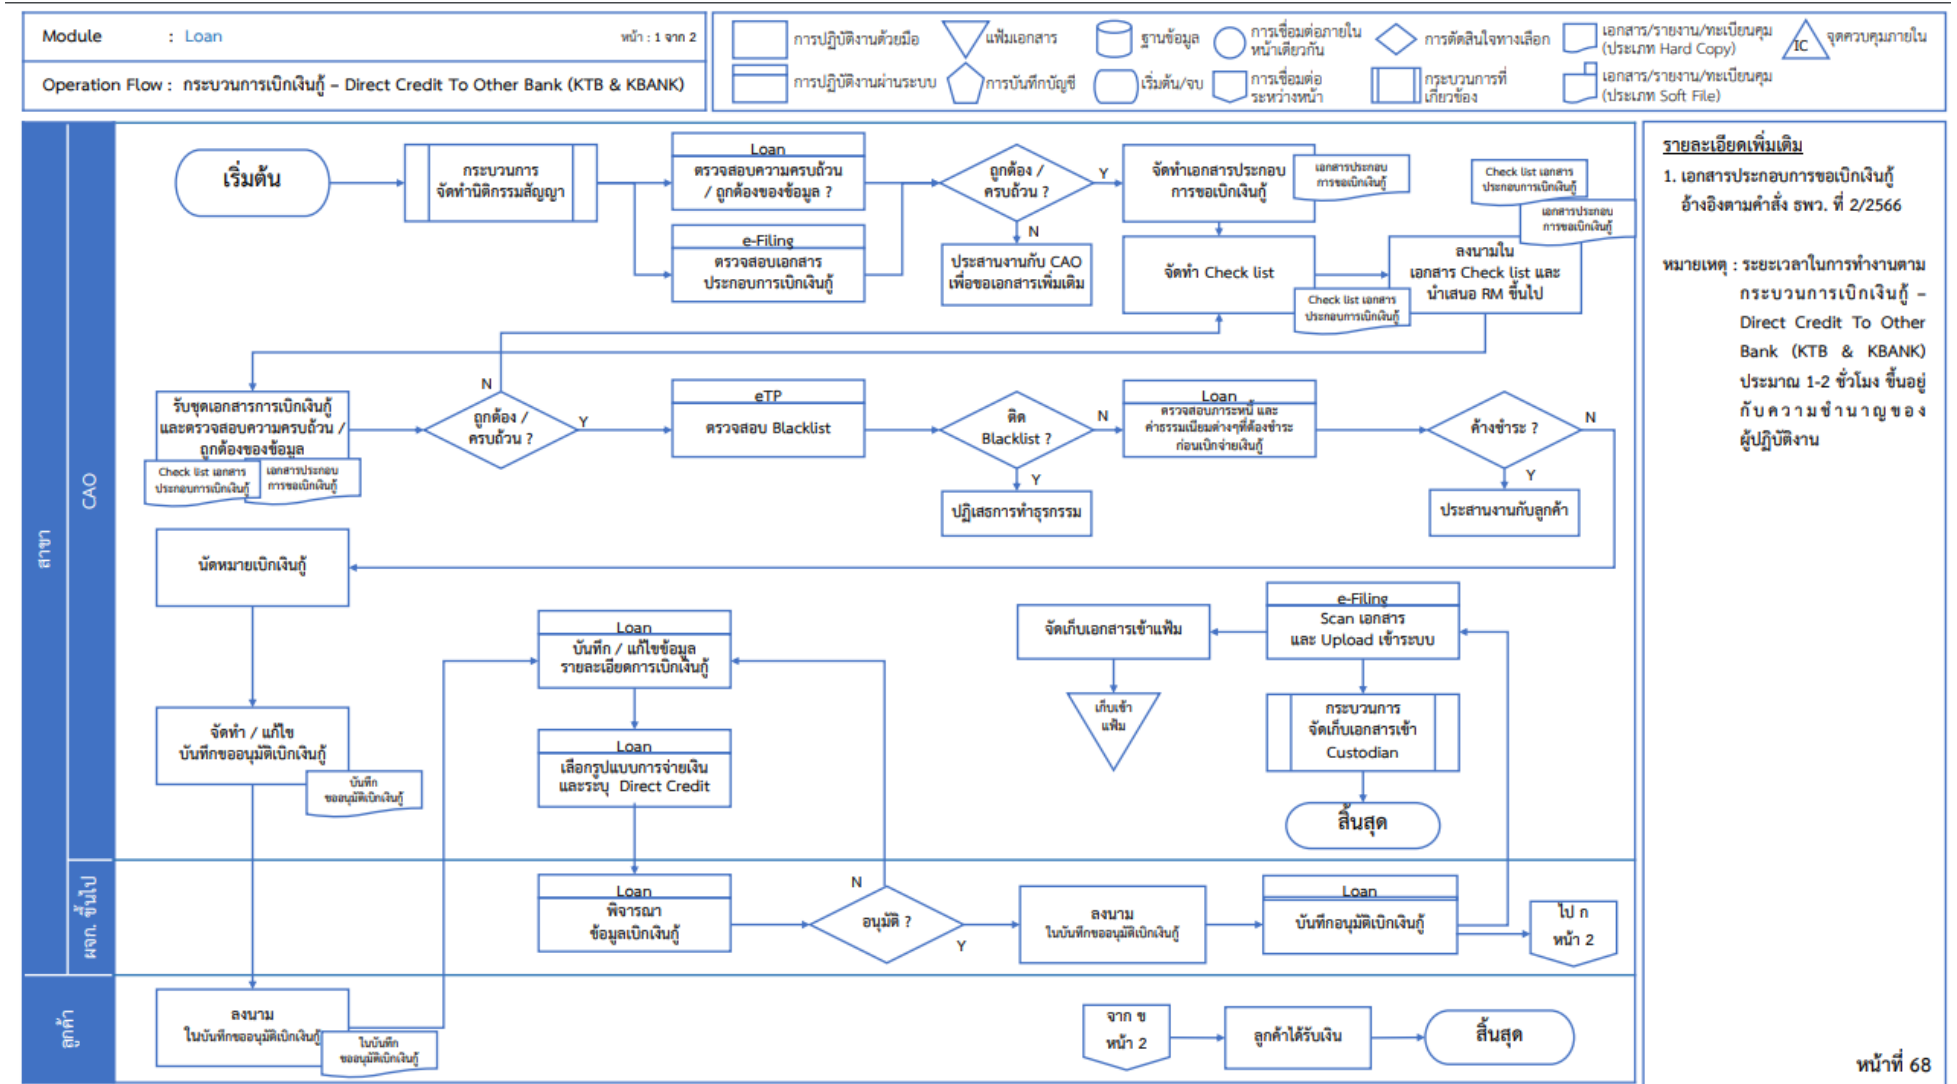 Module : Loan หน้า : 1 จาก 2
Operation Flow : กระบวนการเบิกเงินกู้ – Direct Credit To Other Bank (KTB & KBANK)
การปฏิบัติงานด้วยมือ
แฟ้มเอกสาร
ฐานข้อมูล
การเชื่อมต่อภายใน
หน้าเดียวกัน
การตัดสินใจทางเลือก
เอกสาร/รายงาน/ทะเบียนคุม
(ประเภท Hard Copy)
IC
จุดควบคุมภายใน
การปฏิบัติงานผ่านระบบ
การบันทึกบัญชี
เริ่มต้น/จบ
การเชื่อมต่อ
ระหว่างหน้า
กระบวนการที่
เกี่ยวข้อง
เอกสาร/รายงาน/ทะเบียนคุม
(ประเภท Soft File)
สาขา
CAO
เริ่มต้น
กระบวนการ
จัดทำนิติกรรมสัญญา
Loan
ตรวจสอบความครบถ้วน
/ ถูกต้องของข้อมูล ?
e-Filing
ตรวจสอบเอกสาร
ประกอบการเบิกเงินกู้
ถูกต้อง /
ครบถ้วน ?
Y
N
ประสานงานกับ CAO
เพื่อขอเอกสารเพิ่มเติม
จัดทำเอกสารประกอบ
การขอเบิกเงินกู้
เอกสารประกอบ
การขอเบิกเงินกู้
จัดทำ Check list
Check list เอกสาร
ประกอบการเบิกเงินกู้
Check list เอกสาร
ประกอบการเบิกเงินกู้
เอกสารประกอบ
การขอเบิกเงินกู้
ลงนามใน
เอกสาร Check list และ
นำเสนอ RM ขึ้นไป
รับชุดเอกสารการเบิกเงินกู้
และตรวจสอบความครบถ้วน /
ถูกต้องของข้อมูล
Check list เอกสาร
ประกอบการเบิกเงินกู้
เอกสารประกอบ
การขอเบิกเงินกู้
N
ถูกต้อง /
ครบถ้วน ?
Y
eTP
ตรวจสอบ Blacklist
ติด
Blacklist ?
N
Y
ปฏิเสธการทำธุรกรรม
Loan
ตรวจสอบภาระหนี้ และ
ค่าธรรมเนียมต่างๆที่ต้องชำระ
ก่อนเบิกจ่ายเงินกู้
ค้างชำระ ?
N
Y
ประสานงานกับลูกค้า
นัดหมายเบิกเงินกู้
จัดทำ / แก้ไข
บันทึกขออนุมัติเบิกเงินกู้
บันทึก
ขออนุมัติเบิกเงินกู้
Loan
บันทึก / แก้ไขข้อมูล
รายละเอียดการเบิกเงินกู้
Loan
เลือกรูปแบบการจ่ายเงิน
และระบุ Direct Credit
จัดเก็บเอกสารเข้าแฟ้ม
เก็บเข้า
แฟ้ม
e-Filing
Scan เอกสาร
และ Upload เข้าระบบ
กระบวนการ
จัดเก็บเอกสารเข้า
Custodian
สิ้นสุด
ผจก. ขึ้นไป
Loan
พิจารณา
ข้อมูลเบิกเงินกู้
N
อนุมัติ ?
Y
ลงนาม
ในบันทึกขออนุมัติเบิกเงินกู้
Loan
บันทึกอนุมัติเบิกเงินกู้
ไป ก
หน้า 2
ลูกค้า
ลงนาม
ในบันทึกขออนุมัติเบิกเงินกู้
ในบันทึก
ขออนุมัติเบิกเงินกู้
จาก ข
หน้า 2
ลูกค้าได้รับเงิน
สิ้นสุด
รายละเอียดเพิ่มเติม
1. เอกสารประกอบการขอเบิกเงินกู้
อ้างอิงตามคำสั่ง ธพว. ที่ 2/2566
หมายเหตุ : ระยะเวลาในการทำงานตาม
กระบวนการเบิกเงินกู้ –
Direct Credit To Other
Bank (KTB & KBANK)
ประมาณ 1-2 ชั่วโมง ขึ้นอยู่
กับความชำนาญของ
ผู้ปฏิบัติงาน
หน้าที่ 68